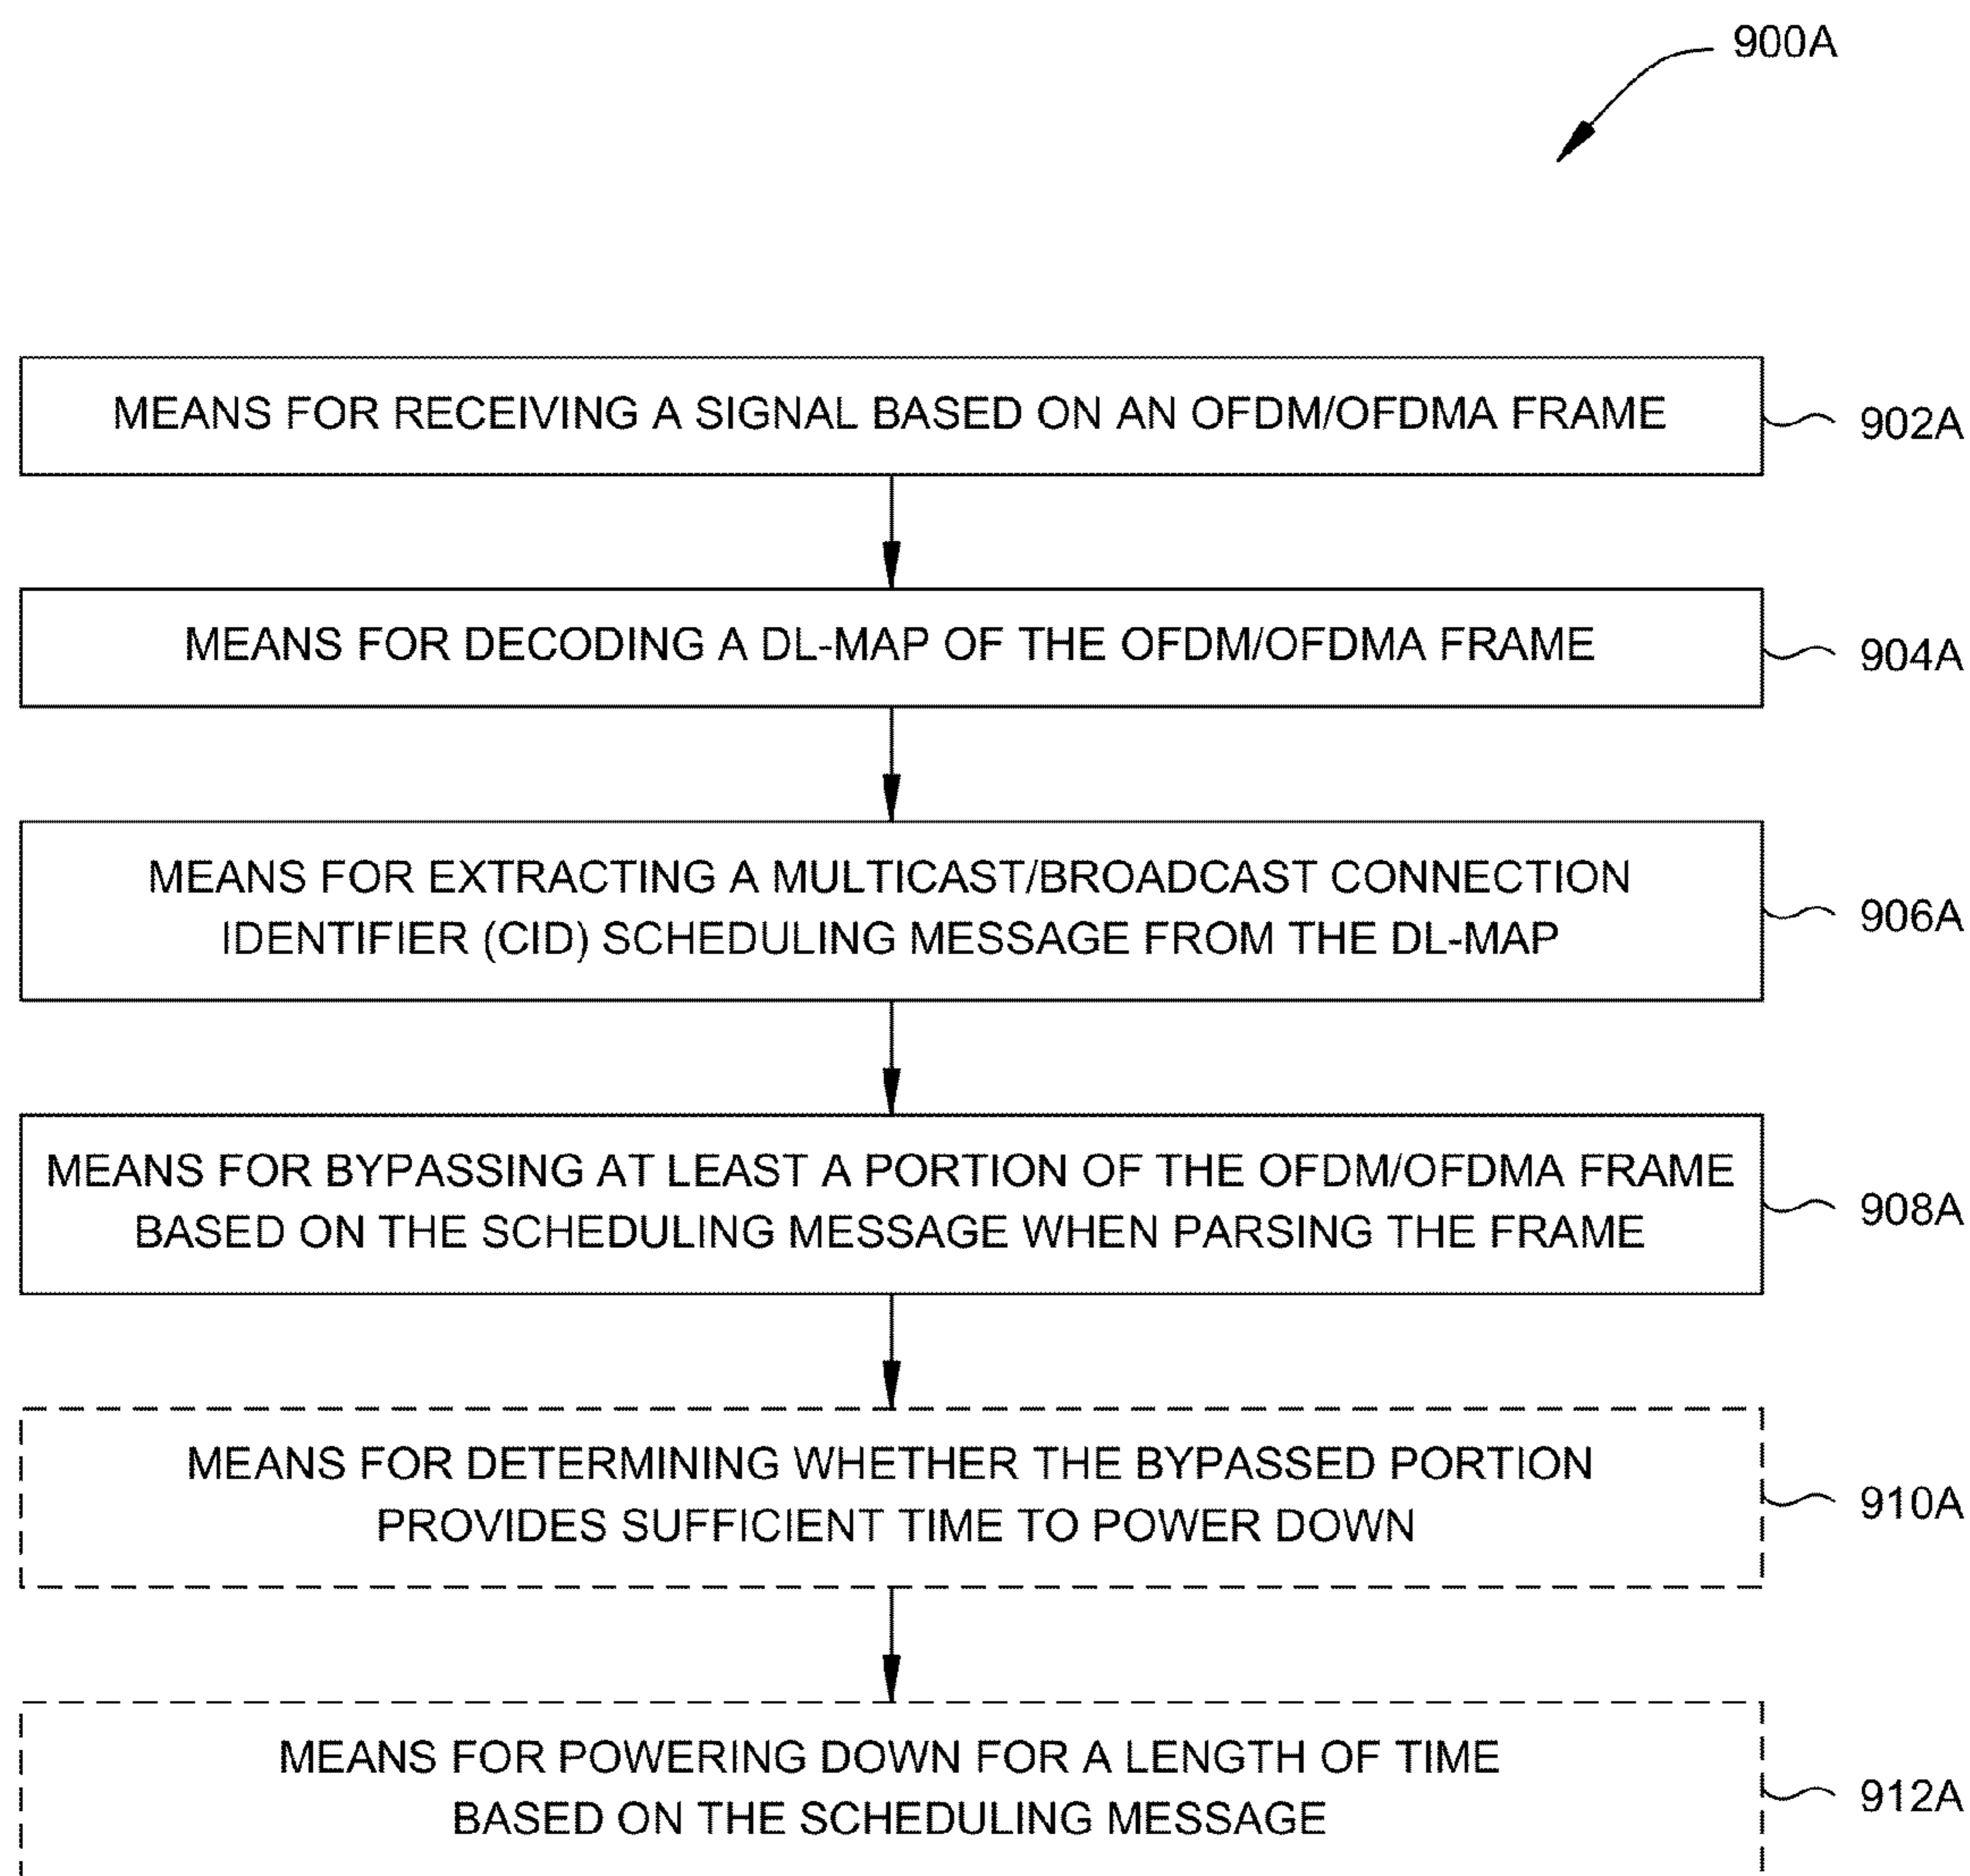 900A
MEANS FOR RECEIVING A SIGNAL BASED ON AN OFDM/OFDMA FRAME
902A
MEANS FOR DECODING A DL-MAP OF THE OFDM/OFDMA FRAME
904A
MEANS FOR EXTRACTING A MULTICAST/BROADCAST CONNECTION
IDENTIFIER (CID) SCHEDULING MESSAGE FROM THE DL-MAP
906A
MEANS FOR BYPASSING AT LEAST A PORTION OF THE OFDM/OFDMA FRAME
BASED ON THE SCHEDULING MESSAGE WHEN PARSING THE FRAME
908A
MEANS FOR DETERMINING WHETHER THE BYPASSED PORTION
PROVIDES SUFFICIENT TIME TO POWER DOWN
910A
MEANS FOR POWERING DOWN FOR A LENGTH OF TIME
BASED ON THE SCHEDULING MESSAGE
912A